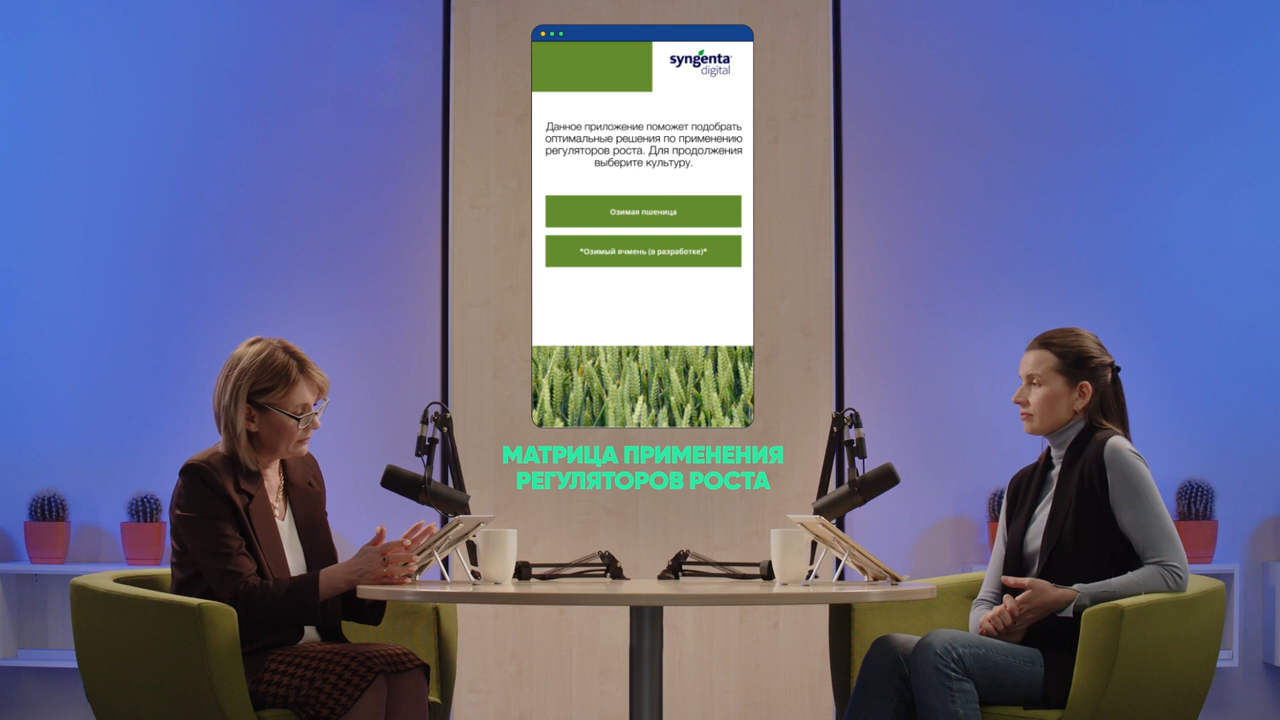 syngenta
digital
Данное приложение поможет подобрать
оптимальные решения по применению
регуляторов роста. Для продолжения
выберите культуру.
Озимая пшеница
*Озимый ячмень (в разработке)*
МАТРИЦА ПРИМЕНЕНИЯ
РЕГУЛЯТОРОВ РОСТА